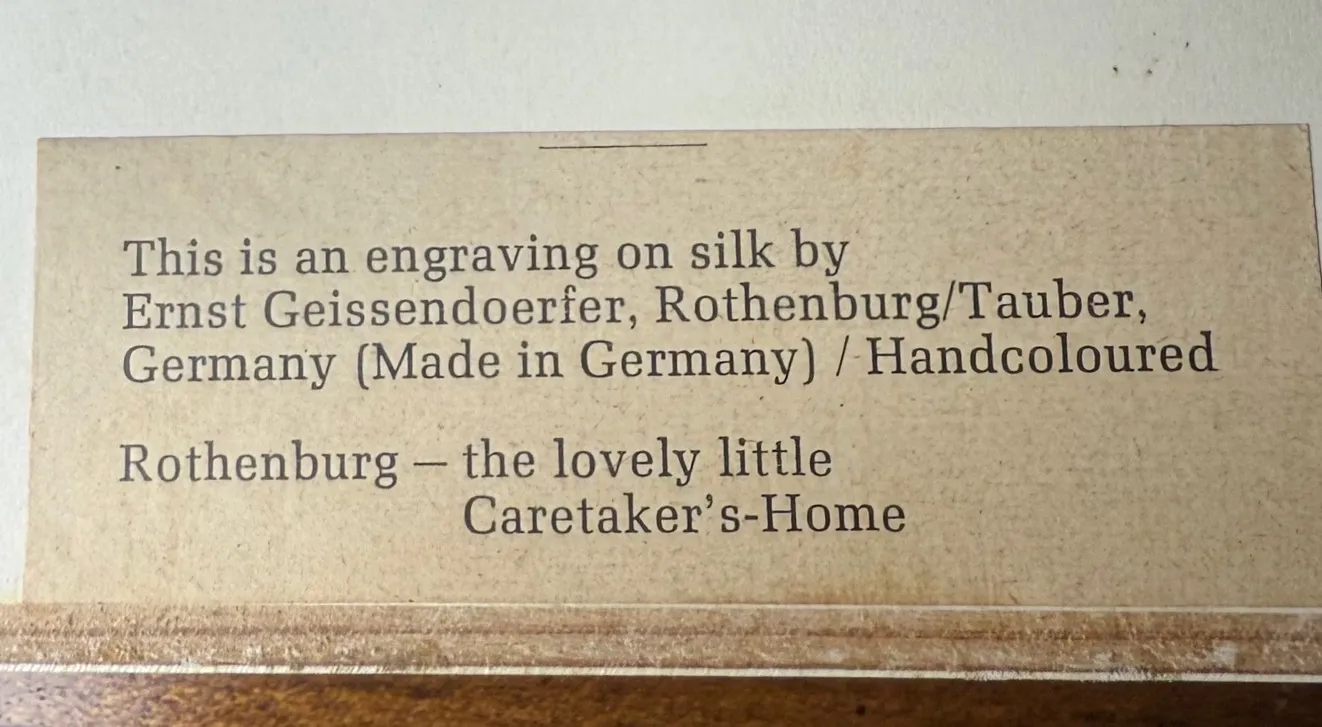 This is an engraving on silk by
Ernst Geissendoerfer, Rothenburg/Tauber,
Germany (Made in Germany) / Handcoloured
Rothenburg – the lovely little
Caretaker's-Home